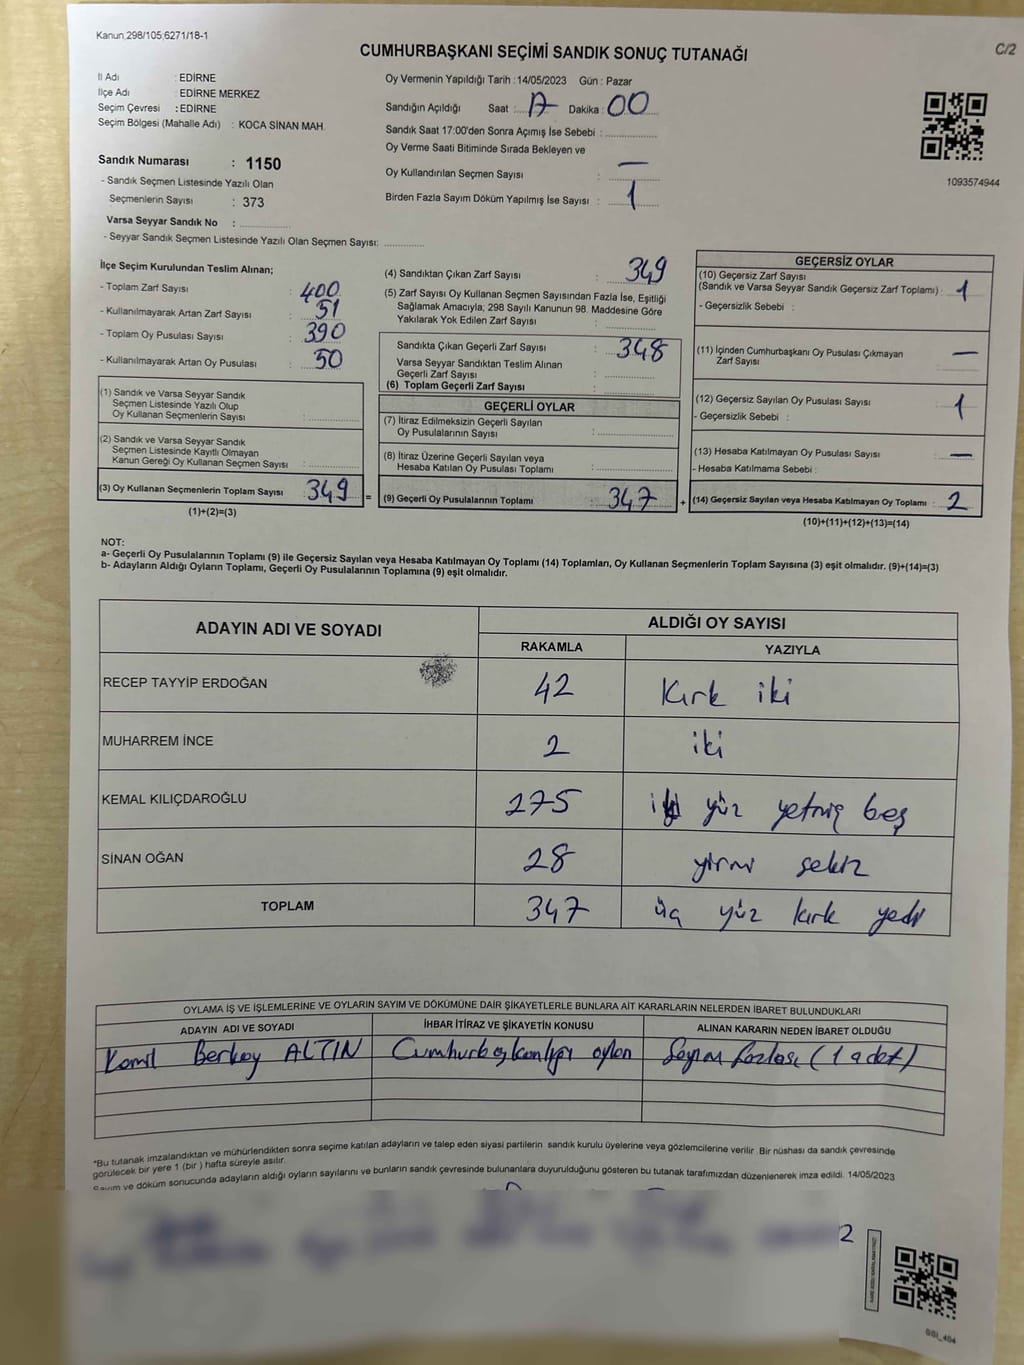 Kanun,298/105,6271/18-1
C/2
CUMHURBAŞKANI SEÇİMİ SANDIK SONUÇ TUTANAĞI
İl Adı : EDİRNE
İlçe Adı : EDİRNE MERKEZ
Seçim Çevresi : EDİRNE
Seçim Bölgesi (Mahalle Adı) : KOCA SİNAN MAH.
Sandık Numarası : 1150
- Sandık Seçmen Listesinde Yazılı Olan
Seçmenlerin Sayısı : 373
Varsa Seyyar Sandık No :
- Seyyar Sandık Seçmen Listesinde Yazılı Olan Seçmen Sayısı:
Oy Vermenin Yapıldığı Tarih : 14/05/2023 Gün : Pazar
Sandığın Açıldığı Saat : 17 Dakika : 00
Sandık Saat 17:00'den Sonra Açımış İse Sebebi :
Oy Verme Saati Bitiminde Sırada Bekleyen ve
Oy Kullandırılan Seçmen Sayısı : —
Birden Fazla Sayım Döküm Yapılmış İse Sayısı : 1
1093574944
İlçe Seçim Kurulundan Teslim Alınan;
- Toplam Zarf Sayısı : 400
- Kullanılmayarak Artan Zarf Sayısı : 51
- Toplam Oy Pusulası Sayısı : 390
- Kullanılmayarak Artan Oy Pusulası : 50
(1) Sandık ve Varsa Seyyar Sandık
Seçmen Listesinde Yazılı Olup
Oy Kullanan Seçmenlerin Sayısı :
(2) Sandık ve Varsa Seyyar Sandık
Seçmen Listesinde Kayıtlı Olmayan
Kanun Gereği Oy Kullanan Seçmen Sayısı :
(3) Oy Kullanan Seçmenlerin Toplam Sayısı : 349 =
(1)+(2)=(3)
(4) Sandıktan Çıkan Zarf Sayısı : 349
(5) Zarf Sayısı Oy Kullanan Seçmen Sayısından Fazla İse, Eşitliği
Sağlamak Amacıyla; 298 Sayılı Kanunun 98. Maddesine Göre
Yakılarak Yok Edilen Zarf Sayısı :
Sandıkta Çıkan Geçerli Zarf Sayısı : 348
Varsa Seyyar Sandıktan Teslim Alınan
Geçerli Zarf Sayısı :
(6) Toplam Geçerli Zarf Sayısı :
GEÇERLİ OYLAR
(7) İtiraz Edilmeksizin Geçerli Sayılan
Oy Pusulalarının Sayısı :
(8) İtiraz Üzerine Geçerli Sayılan veya
Hesaba Katılan Oy Pusulası Toplamı :
(9) Geçerli Oy Pusulalarının Toplamı : 347 +
GEÇERSİZ OYLAR
(10) Geçersiz Zarf Sayısı
(Sandık ve Varsa Seyyar Sandık Geçersiz Zarf Toplamı) : 1
- Geçersizlik Sebebi :
(11) İçinden Cumhurbaşkanı Oy Pusulası Çıkmayan
Zarf Sayısı : —
(12) Geçersiz Sayılan Oy Pusulası Sayısı : 1
- Geçersizlik Sebebi :
(13) Hesaba Katılmayan Oy Pusulası Sayısı : —
- Hesaba Katılmama Sebebi :
(14) Geçersiz Sayılan veya Hesaba Katılmayan Oy Toplamı : 2
(10)+(11)+(12)+(13)=(14)
NOT:
a- Geçerli Oy Pusulalarının Toplamı (9) ile Geçersiz Sayılan veya Hesaba Katılmayan Oy Toplamı (14) Toplamları, Oy Kullanan Seçmenlerin Toplam Sayısına (3) eşit olmalıdır. (9)+(14)=(3)
b- Adayların Aldığı Oyların Toplamı, Geçerli Oy Pusulalarının Toplamına (9) eşit olmalıdır.
ADAYIN ADI VE SOYADI
ALDIĞI OY SAYISI
RAKAMLA YAZIYLA
RECEP TAYYİP ERDOĞAN 42 Kırk iki
MUHARREM İNCE 2 iki
KEMAL KILIÇDAROĞLU 275 iki yüz yetmiş beş
SİNAN OĞAN 28 yirmi sekiz
TOPLAM 347 üç yüz kırk yedi
OYLAMA İŞ VE İŞLEMLERİNE VE OYLARIN SAYIM VE DÖKÜMÜNE DAİR ŞİKAYETLERLE BUNLARA AİT KARARLARIN NELERDEN İBARET BULUNDUKLARI
ADAYIN ADI VE SOYADI İHBAR İTİRAZ VE ŞİKAYETİN KONUSU ALINAN KARARIN NEDEN İBARET OLDUĞU
Berkay ALTIN Cumhurbaşkanlığı Sayım fazlası (1 adet)
*Bu tutanak imzalandıktan ve mühürlendikten sonra seçime katılan adayların ve talep eden siyasi partilerin sandık kurulu üyelerine veya gözlemcilerine verilir. Bir nüshası da sandık çevresinde
görülecek bir yere 1 (bir ) hafta süreyle asılır.
Sayım ve döküm sonucunda adayların aldığı oyların sayılarını ve bunların sandık çevresinde bulunanlara duyurulduğunu gösteren bu tutanak tarafımızdan düzenlenerek imza edildi. 14/05/2023
2